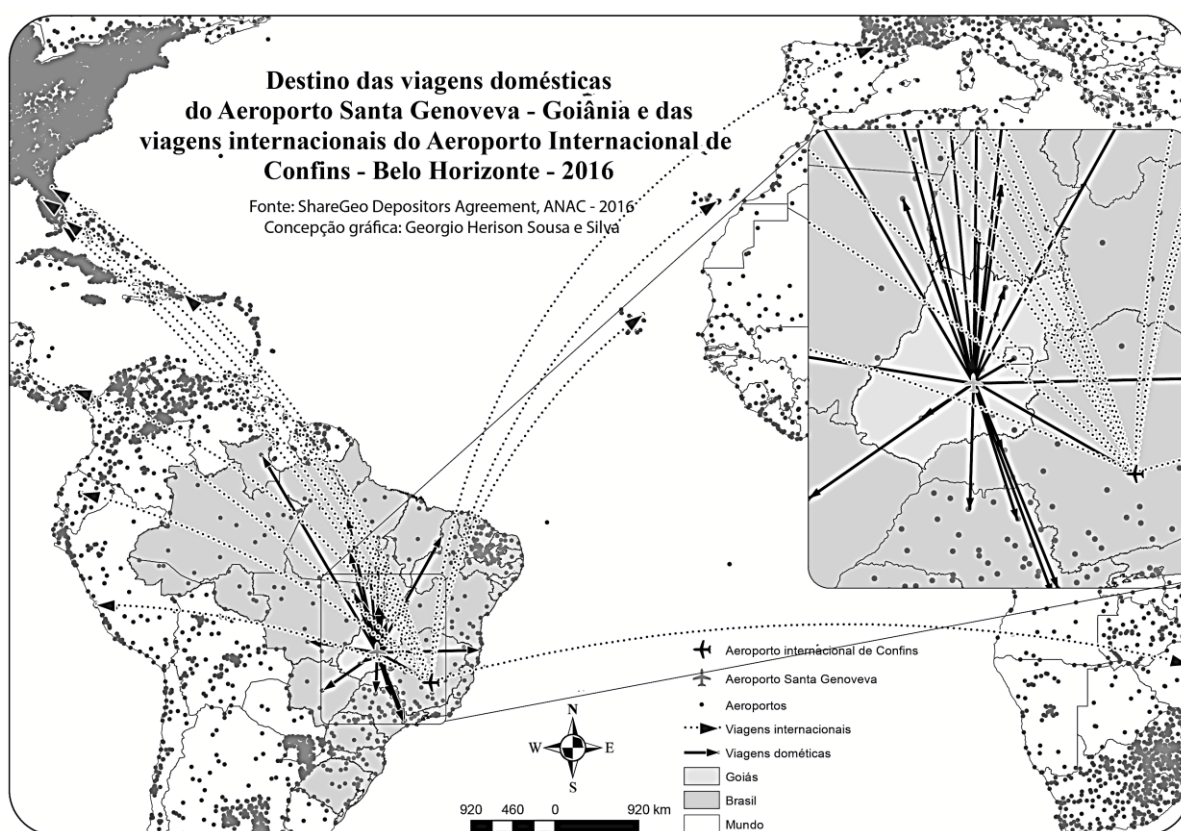 Destino das viagens domésticas
do Aeroporto Santa Genoveva - Goiânia e das
viagens internacionais do Aeroporto Internacional de
Confins - Belo Horizonte - 2016
Fonte: ShareGeo Depositors Agreement, ANAC - 2016
Concepção gráfica: Georgio Herison Sousa e Silva
Aeroporto internacional de Confins
Aeroporto Santa Genoveva
Aeroportos
Viagens internacionais
Viagens dométicas
Goiás
Brasil
Mundo
N
W E
S
920 460 0 920 km